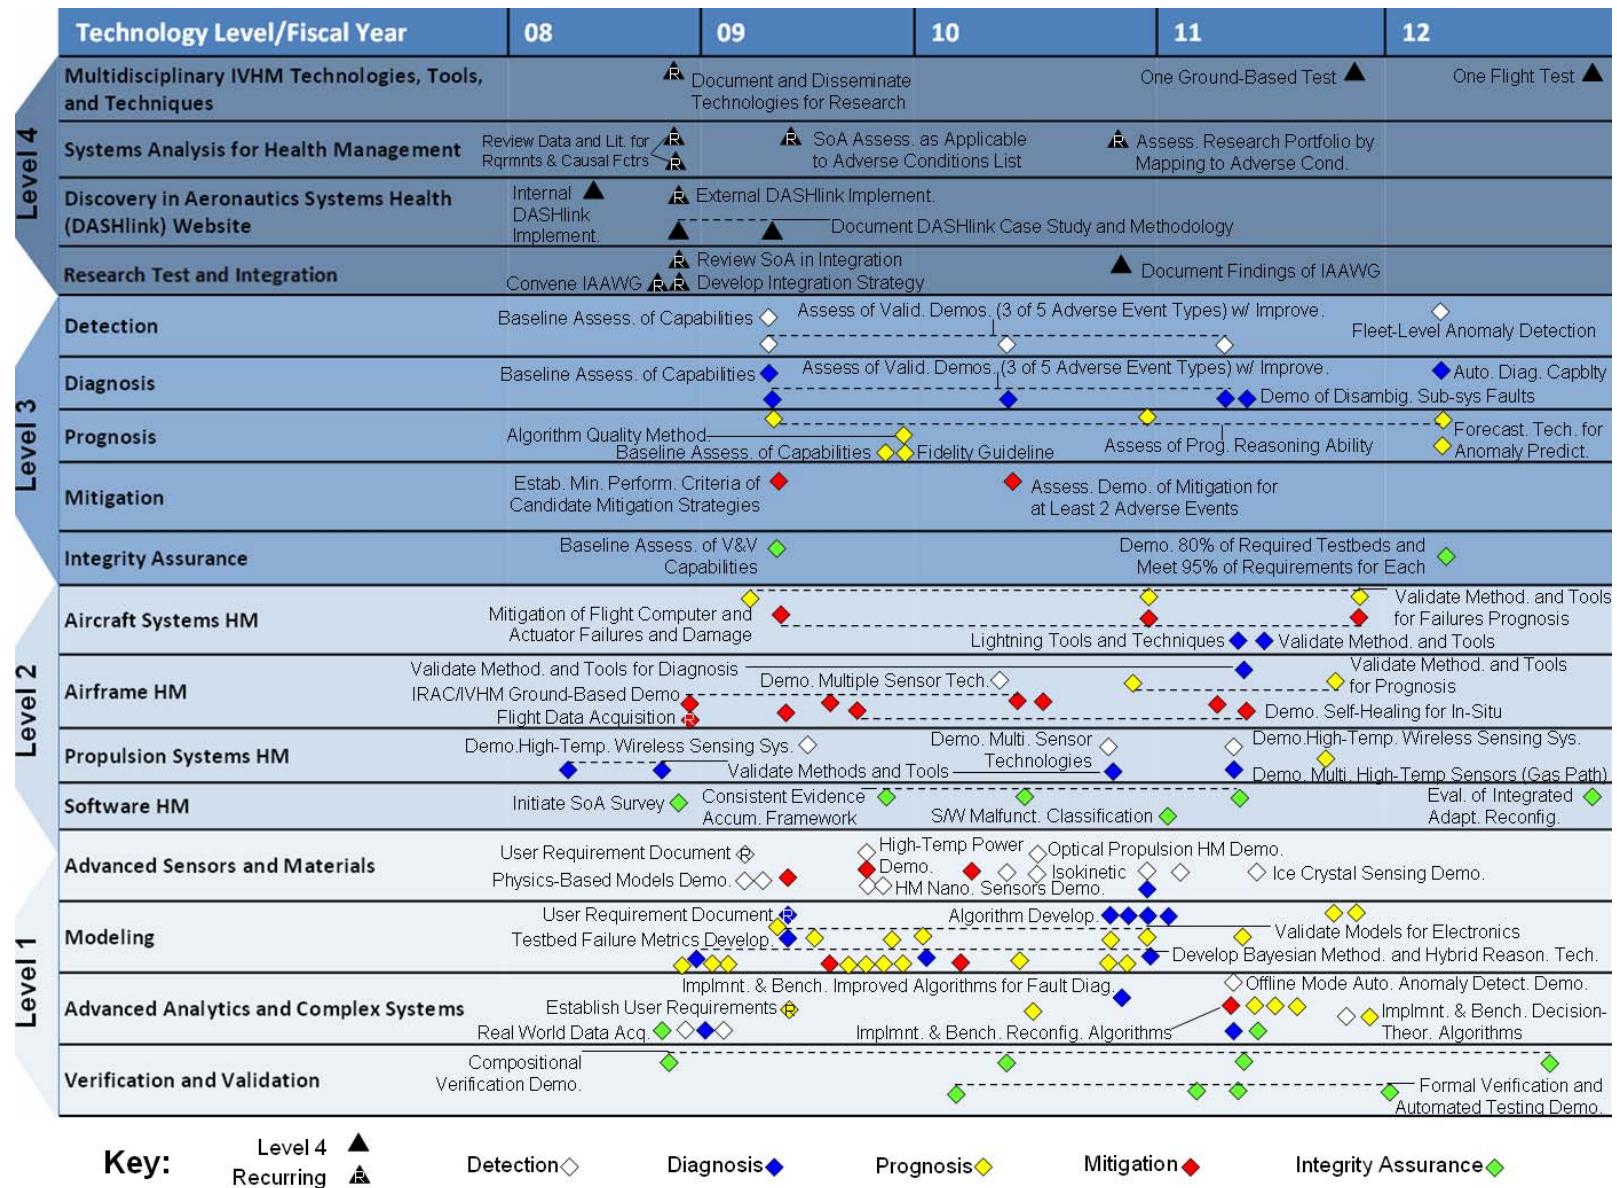 Technology Level/Fiscal Year 08 09 10 11 12
Level 4
Multidisciplinary IVHM Technologies, Tools,
and Techniques
R
Document and Disseminate
Technologies for Research
One Ground-Based Test
One Flight Test
Systems Analysis for Health Management
Review Data and Lit. for
Rqrmnts & Causal Fctrs
R
R
R
SoA Assess. as Applicable
to Adverse Conditions List
R
Assess. Research Portfolio by
Mapping to Adverse Cond.
Discovery in Aeronautics Systems Health
(DASHlink) Website
Internal
DASHlink
Implement.
R
External DASHlink Implement.
Document DASHlink Case Study and Methodology
Research Test and Integration
R
Review SoA in Integration
Convene IAAWG
R
R
Develop Integration Strategy
Document Findings of IAAWG
Level 3
Detection
Baseline Assess. of Capabilities
Assess of Valid. Demos. (3 of 5 Adverse Event Types) w/ Improve.
Fleet-Level Anomaly Detection
Diagnosis
Baseline Assess. of Capabilities
Assess of Valid. Demos. (3 of 5 Adverse Event Types) w/ Improve.
Auto. Diag. Capblty
Demo of Disambig. Sub-sys Faults
Prognosis
Algorithm Quality Method
Baseline Assess. of Capabilities
Fidelity Guideline
Assess of Prog. Reasoning Ability
Forecast. Tech. for
Anomaly Predict.
Mitigation
Estab. Min. Perform. Criteria of
Candidate Mitigation Strategies
Assess. Demo. of Mitigation for
at Least 2 Adverse Events
Integrity Assurance
Baseline Assess. of V&V
Capabilities
Demo. 80% of Required Testbeds and
Meet 95% of Requirements for Each
Level 2
Aircraft Systems HM
Mitigation of Flight Computer and
Actuator Failures and Damage
Validate Method. and Tools
for Failures Prognosis
Lightning Tools and Techniques
Validate Method. and Tools
Airframe HM
Validate Method. and Tools for Diagnosis
IRAC/IVHM Ground-Based Demo
Flight Data Acquisition
R
Demo. Multiple Sensor Tech.
Validate Method. and Tools
for Prognosis
Demo. Self-Healing for In-Situ
Propulsion Systems HM
Demo.High-Temp. Wireless Sensing Sys.
Validate Methods and Tools
Demo. Multi. Sensor
Technologies
Demo.High-Temp. Wireless Sensing Sys.
Demo. Multi. High-Temp Sensors (Gas Path)
Software HM
Initiate SoA Survey
Consistent Evidence
Accum. Framework
S/W Malfunct. Classification
Eval. of Integrated
Adapt. Reconfig.
Level 1
Advanced Sensors and Materials
User Requirement Document
R
Physics-Based Models Demo.
High-Temp Power
Demo.
HM Nano. Sensors Demo.
Optical Propulsion HM Demo.
Isokinetic
Ice Crystal Sensing Demo.
Modeling
User Requirement Document
R
Testbed Failure Metrics Develop.
Algorithm Develop.
Validate Models for Electronics
Develop Bayesian Method. and Hybrid Reason. Tech.
Advanced Analytics and Complex Systems
Implmnt. & Bench. Improved Algorithms for Fault Diag.
Establish User Requirements
R
Real World Data Acq.
Implmnt. & Bench. Reconfig. Algorithms
Offline Mode Auto. Anomaly Detect. Demo.
Implmnt. & Bench. Decision-
Theor. Algorithms
Verification and Validation
Compositional
Verification Demo.
Formal Verification and
Automated Testing Demo.
Key:
Level 4
Recurring
R
Detection
Diagnosis
Prognosis
Mitigation
Integrity Assurance